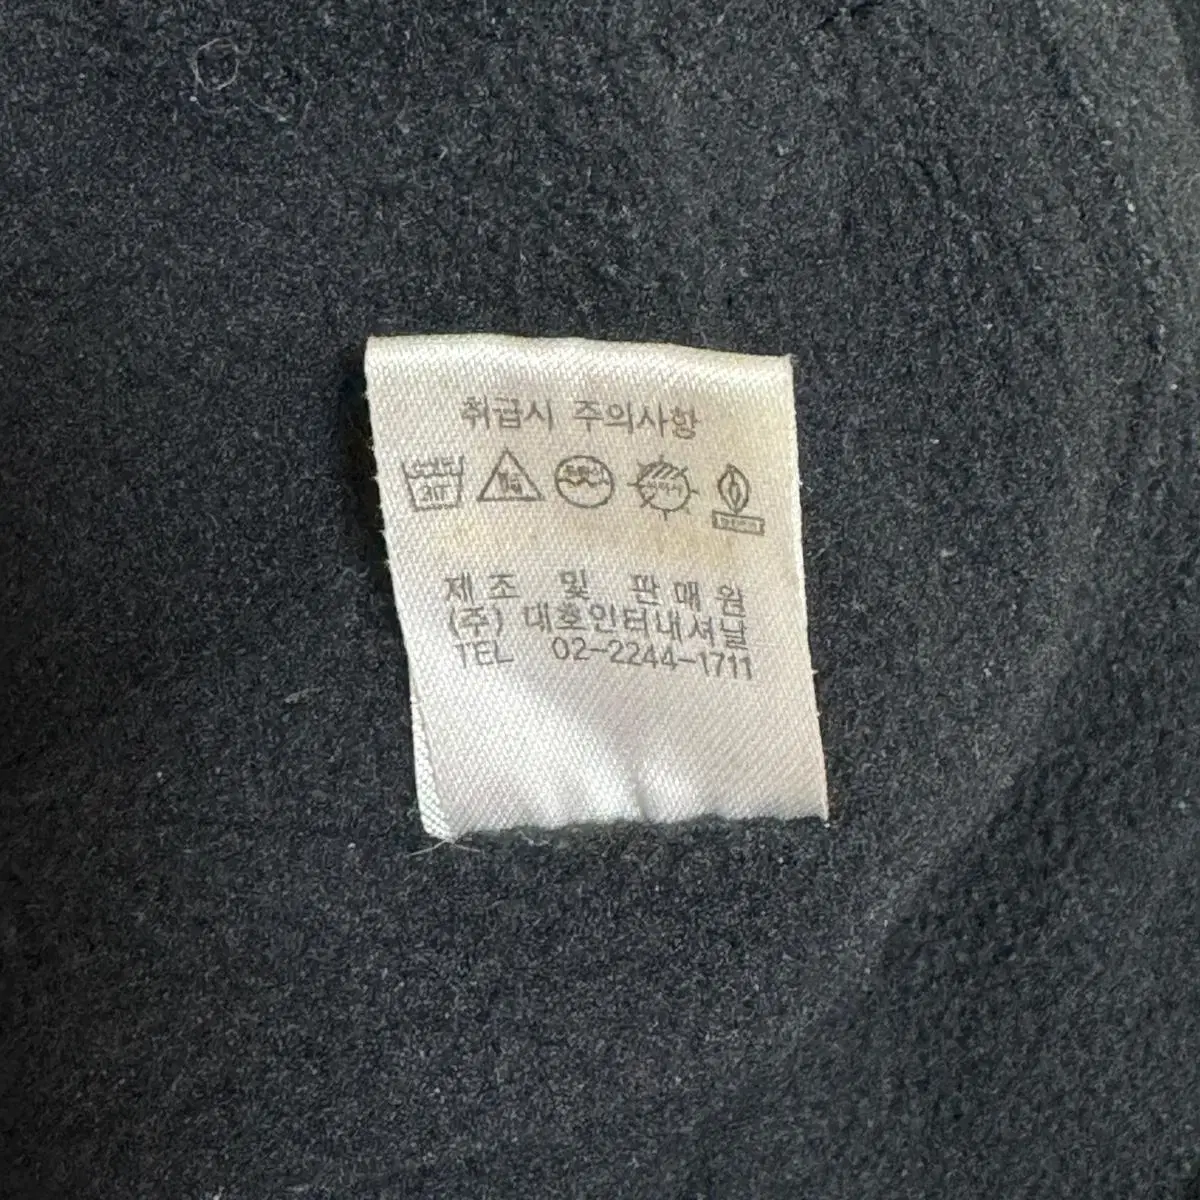 취급시 주의사항
제조 및 판매원
(주) 대호인터내셔날
TEL 02-2244-1711